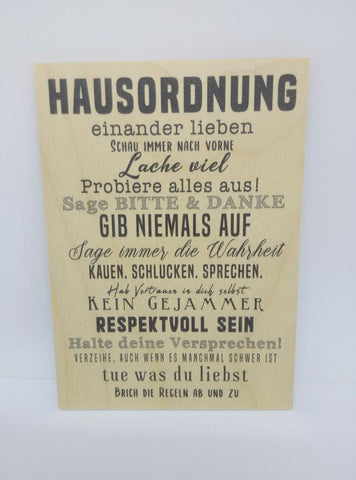 HAUSORDNUNG
einander lieben
SCHAU IMMER NACH VORNE
Lache viel
Probiere alles aus!
Sage BITTE & DANKE
GIB NIEMALS AUF
Sage immer die Wahrheit
KAUEN. SCHLUCKEN. SPRECHEN.
Hab Vertrauen in dich selbst
KEIN GEJAMMER
RESPEKTVOLL SEIN
Halte deine Versprechen!
VERZEIHE, AUCH WENN ES MANCHMAL SCHWER IST
tue was du liebst
BRICH DIE REGELN AB UND ZU